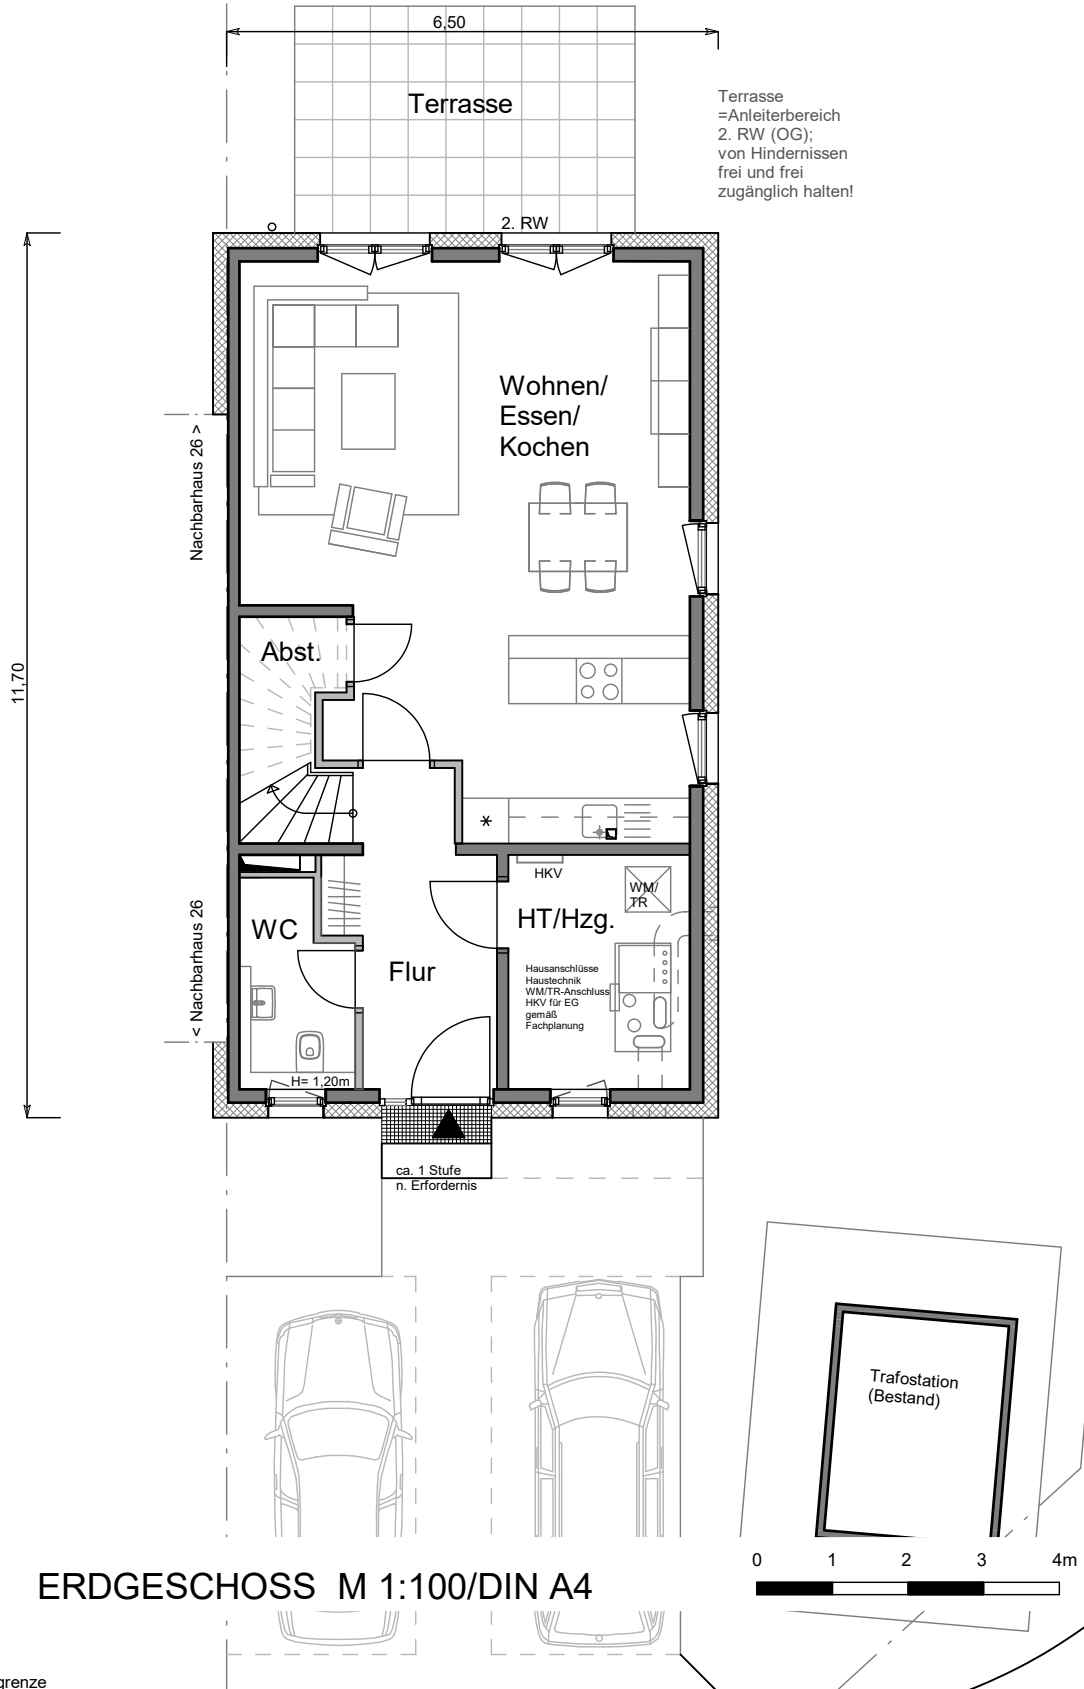 6,50
Terrasse
Terrasse
=Anleiterbereich
2. RW (OG);
von Hindernissen
frei und frei
zugänglich halten!
2. RW
Wohnen/
Essen/
Kochen
Nachbarhaus 26 >
11,70
Abst.
*
HKV
WM/
TR
< Nachbarhaus 26
WC
HT/Hzg.
Flur
Hausanschlüsse
Haustechnik
WM/TR-Anschluss
HKV für EG
gemäß
Fachplanung
H= 1,20m
ca. 1 Stufe
n. Erfordernis
Trafostation
(Bestand)
0 1 2 3 4m
ERDGESCHOSS M 1:100/DIN A4
grenze